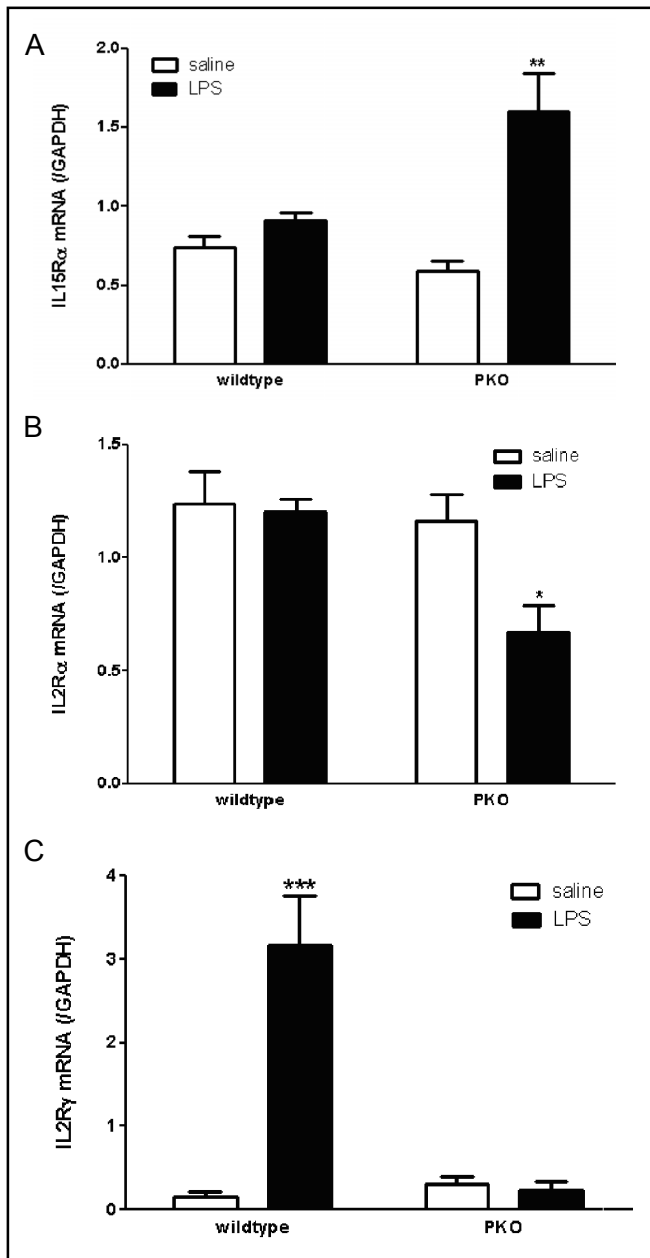 A
2.0
1.5
1.0
0.5
0.0
IL15Rα mRNA (/GAPDH)
saline
LPS
**
wildtype PKO
B
1.5
1.0
0.5
0.0
IL2Rα mRNA (/GAPDH)
saline
LPS
*
wildtype PKO
C
4
3
2
1
0
IL2Rγ mRNA (/GAPDH)
***
saline
LPS
wildtype PKO